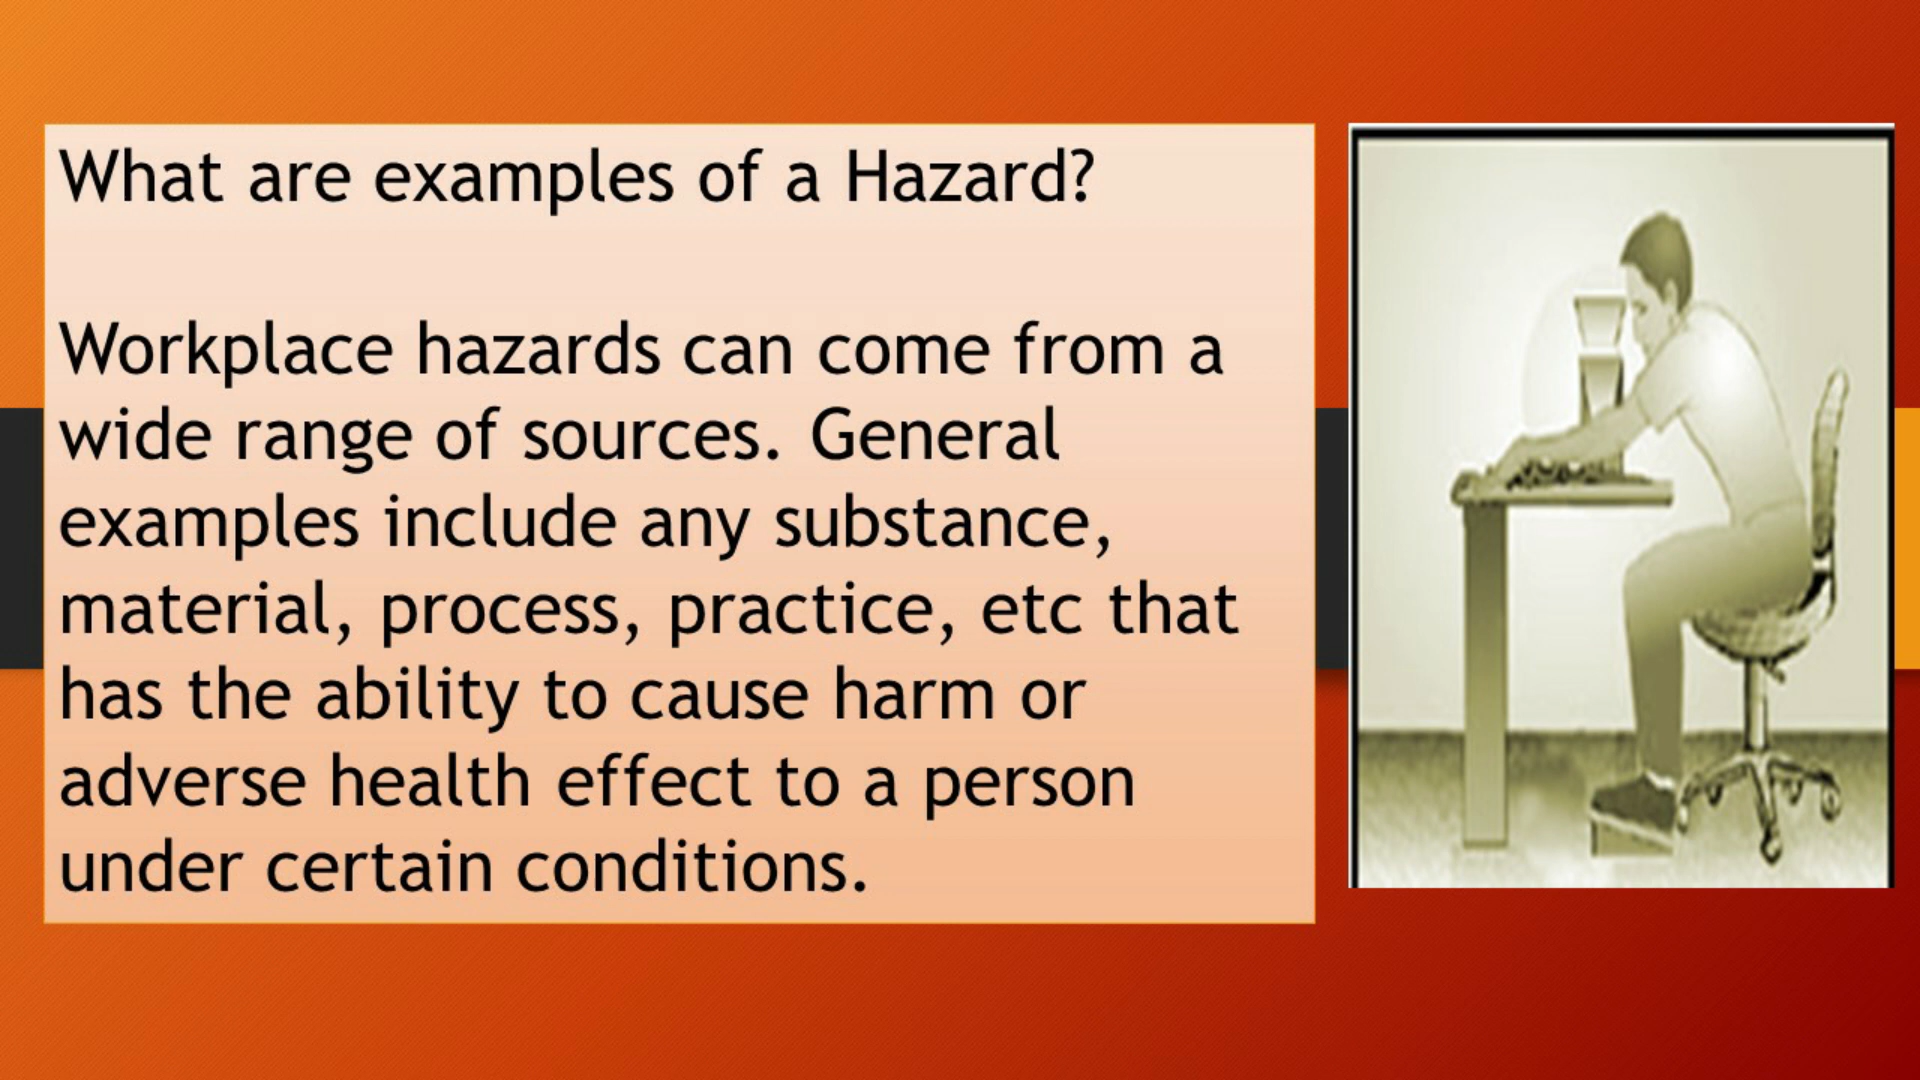 What are examples of a Hazard?
Workplace hazards can come from a
wide range of sources. General
examples include any substance,
material, process, practice, etc that
has the ability to cause harm or
adverse health effect to a person
under certain conditions.